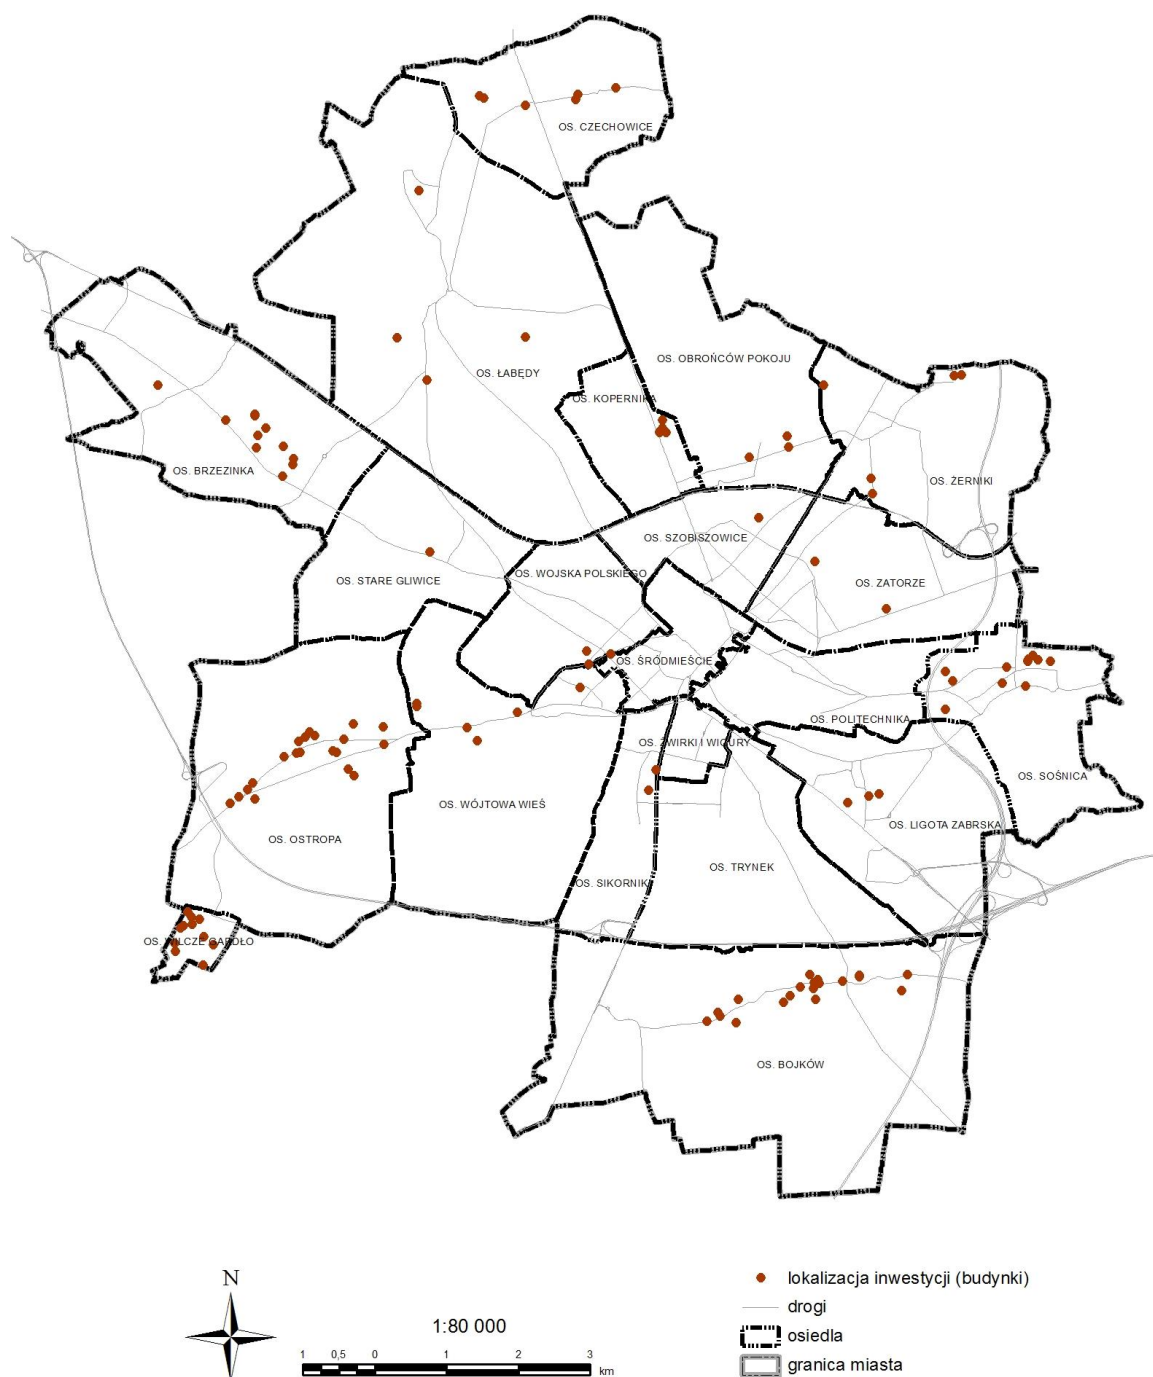 OS. CZECHOWICE
OS. OBROŃCÓW POKOJU
OS. ŁABĘDY
OS. KOPERNIKA
OS. BRZEZINKA
OS. ŻERNIKI
OS. SZOBISZOWICE
OS. WOJSKA POLSKIEGO
OS. STARE GLIWICE
OS. ZATORZE
OS. ŚRÓDMIEŚCIE
OS. POLITECHNIKA
OS. ŻWIRKI I WIGURY
OS. SOŚNICA
OS. WÓJTOWA WIEŚ
OS. LIGOTA ZABRSKA
OS. OSTROPA
OS. TRYNEK
OS. SIKORNIK
OS. WILCZE GARDŁO
OS. BOJKÓW
N
1:80 000
1 0,5 0 1 2 3
km
lokalizacja inwestycji (budynki)
drogi
osiedla
granica miasta